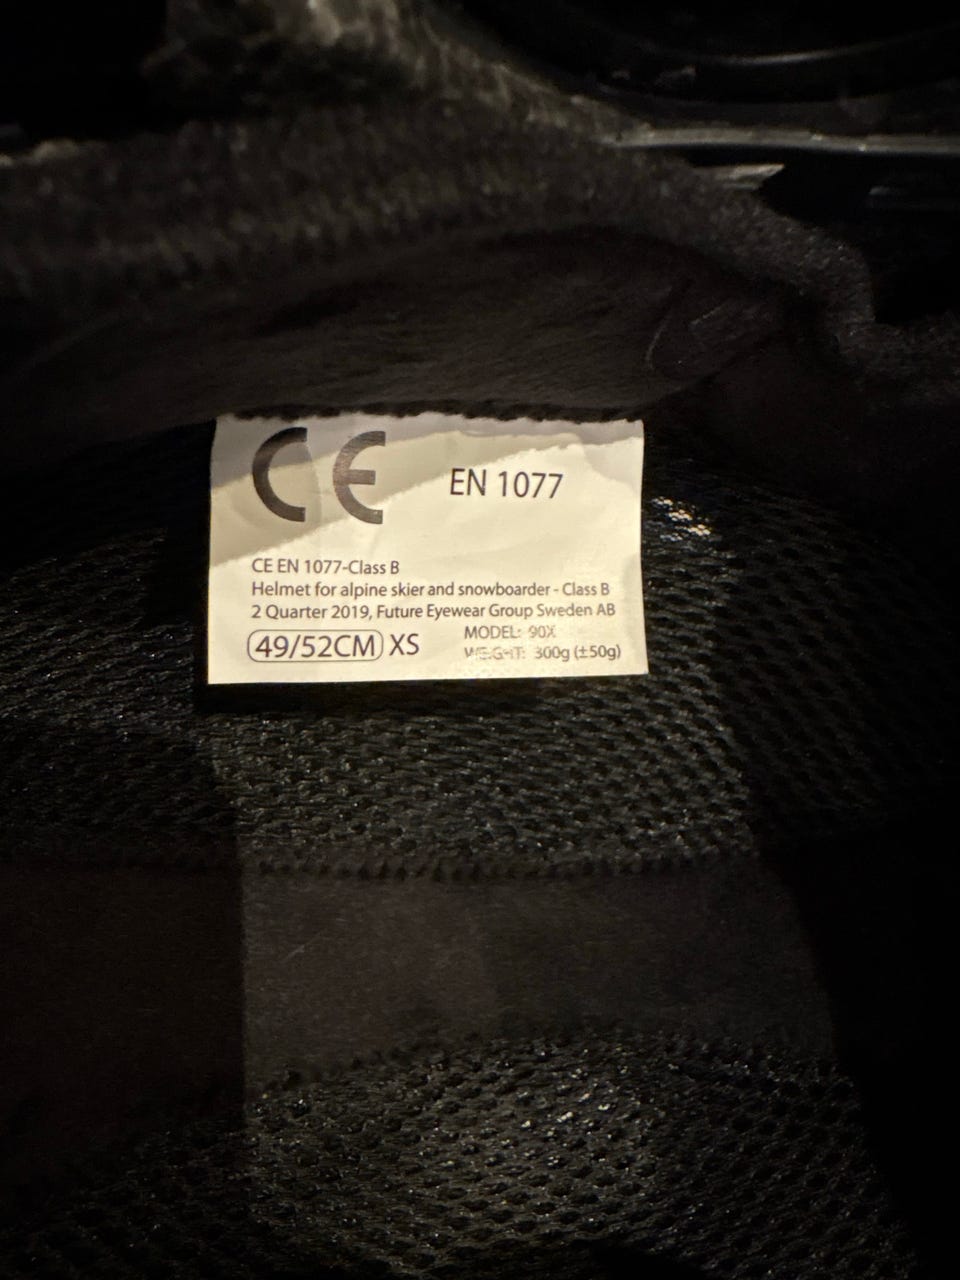 CE EN 1077
CE EN 1077-Class B
Helmet for alpine skier and snowboarder - Class B
2 Quarter 2019, Future Eyewear Group Sweden AB
49/52CM XS
MODEL: 90X
WEIGHT: 300g (±50g)